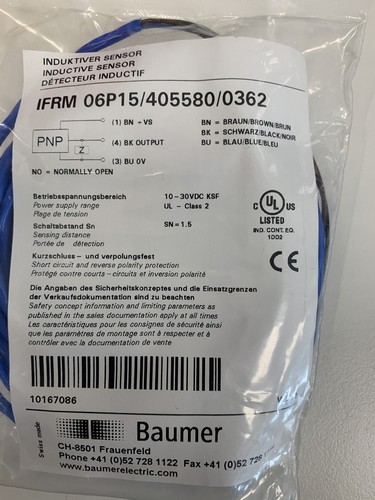 INDUKTIVER SENSOR
INDUCTIVE SENSOR
DÉTECTEUR INDUCTIF
IFRM 06P15/405580/0362
(1) BN +VS
BN = BRAUN/BROWN/BRUN
PNP
Z
(4) BK OUTPUT
BK = SCHWARZ/BLACK/NOIR
(3) BU 0V
BU = BLAU/BLUE/BLEU
NO = NORMALLY OPEN
Betriebsspannungsbereich
10-30VDC KSF
Power supply range
UL - Class 2
Plage de tension
Schaltabstand Sn
SN=1.5
Sensing distance
Portée de détection
C UL US
LISTED
IND. CONT. EQ.
1DD2
Kurzschluss - und verpolungsfest
Short circuit and reverse polarity protection
Protégé contre courts - circuits et inversion polarité
CE
Die Angaben des Sicherheitskonzeptes und die Einsatzgrenzen
der Verkaufsdokumentation sind zu beachten
Safety concept information and limiting parameters as
published in the sales documentation apply at all times
Les caractéristiques pour les consignes de sécurité ainsi
que les paramètres de montage sont à respecter et à
contrôler dans la documentation de vente
10167086
Swiss made
Baumer
CH-8501 Frauenfeld
Phone +41 (0)52 728 1122 Fax +41 (0)52 7
www.baumerelectric.com